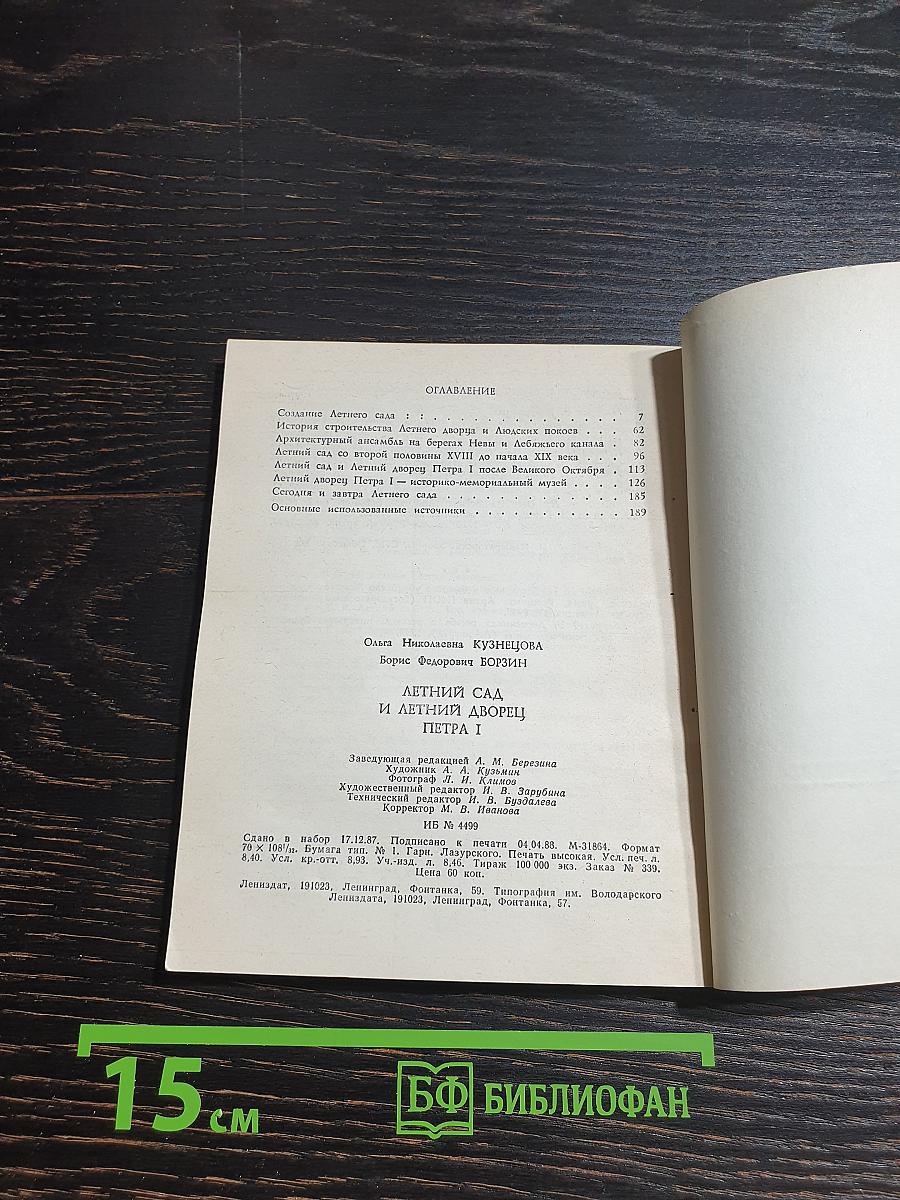 ОГЛАВЛЕНИЕ
Создание Летнего сада : : . . . . . . . . . . . . . . 7
История строительства Летнего дворца и Людских покоев . . . 62
Архитектурный ансамбль на берегах Невы и Лебяжьего канала . 82
Летний сад со второй половины XVIII до начала XIX века . . . 96
Летний сад и Летний дворец Петра I после Великого Октября . 113
Летний дворец Петра I — историко-мемориальный музей . . . . 126
Сегодня и завтра Летнего сада . . . . . . . . . . . . . 185
Основные использованные источники . . . . . . . . . . . 189
Ольга Николаевна КУЗНЕЦОВА
Борис Федорович БОРЗИН
ЛЕТНИЙ САД
И ЛЕТНИЙ ДВОРЕЦ
ПЕТРА I
Заведующая редакцией А. М. Березина
Художник А. А. Кузьмин
Фотограф Л. И. Климов
Художественный редактор И. В. Зарубина
Технический редактор И. В. Буздалева
Корректор М. В. Иванова
ИБ № 4499
Сдано в набор 17.12.87. Подписано к печати 04.04.88. М-31864. Формат
70 × 108¹/₃₂. Бумага тип. № 1. Гарн. Лазурского. Печать высокая. Усл. печ. л.
8,40. Усл. кр.-отт. 8,93. Уч.-изд. л. 8,46. Тираж 100 000 экз. Заказ № 339.
Цена 60 коп.
Лениздат, 191023, Ленинград, Фонтанка, 59. Типография им. Володарского
Лениздата, 191023, Ленинград, Фонтанка, 57.
15 см
БФ БИБЛИОФАН